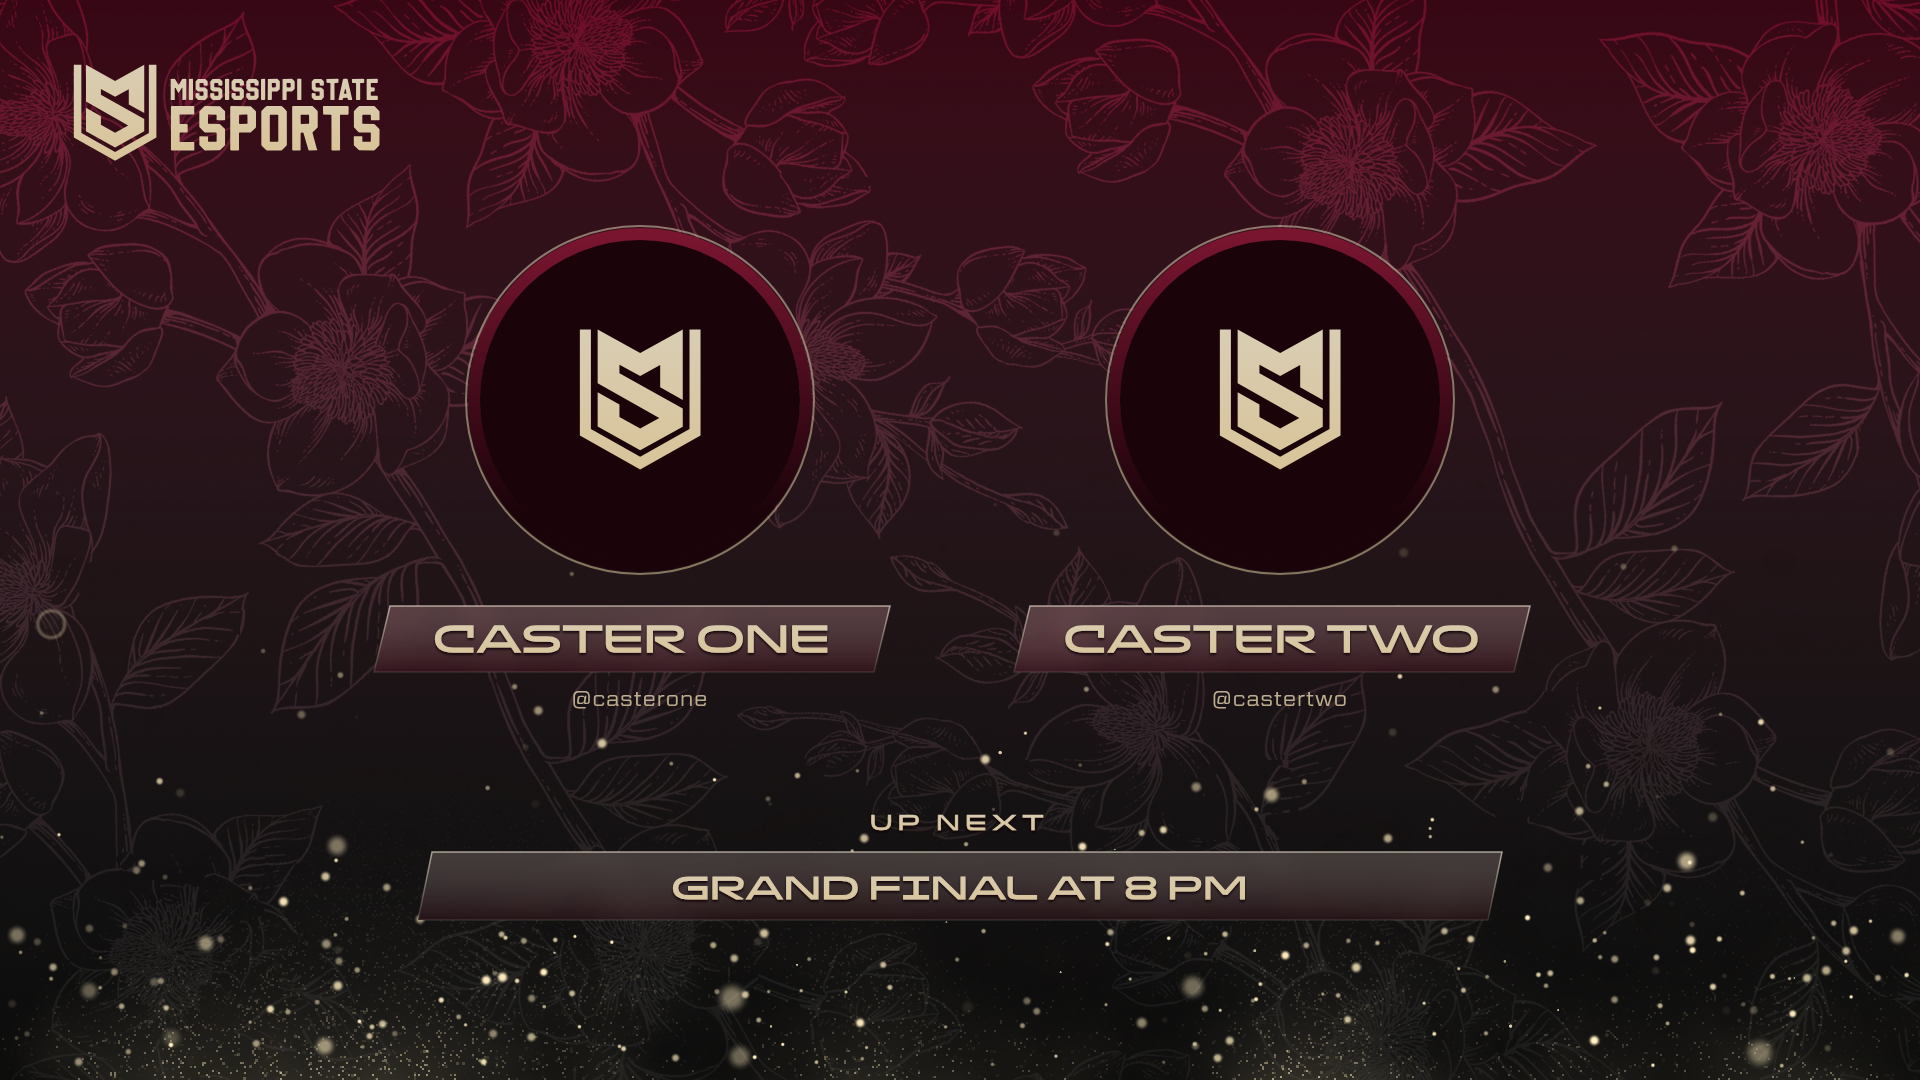 MISSISSIPPI STATE
ESPORTS
CASTER ONE
@casterone
CASTER TWO
@castertwo
UP NEXT
GRAND FINAL AT 8 PM